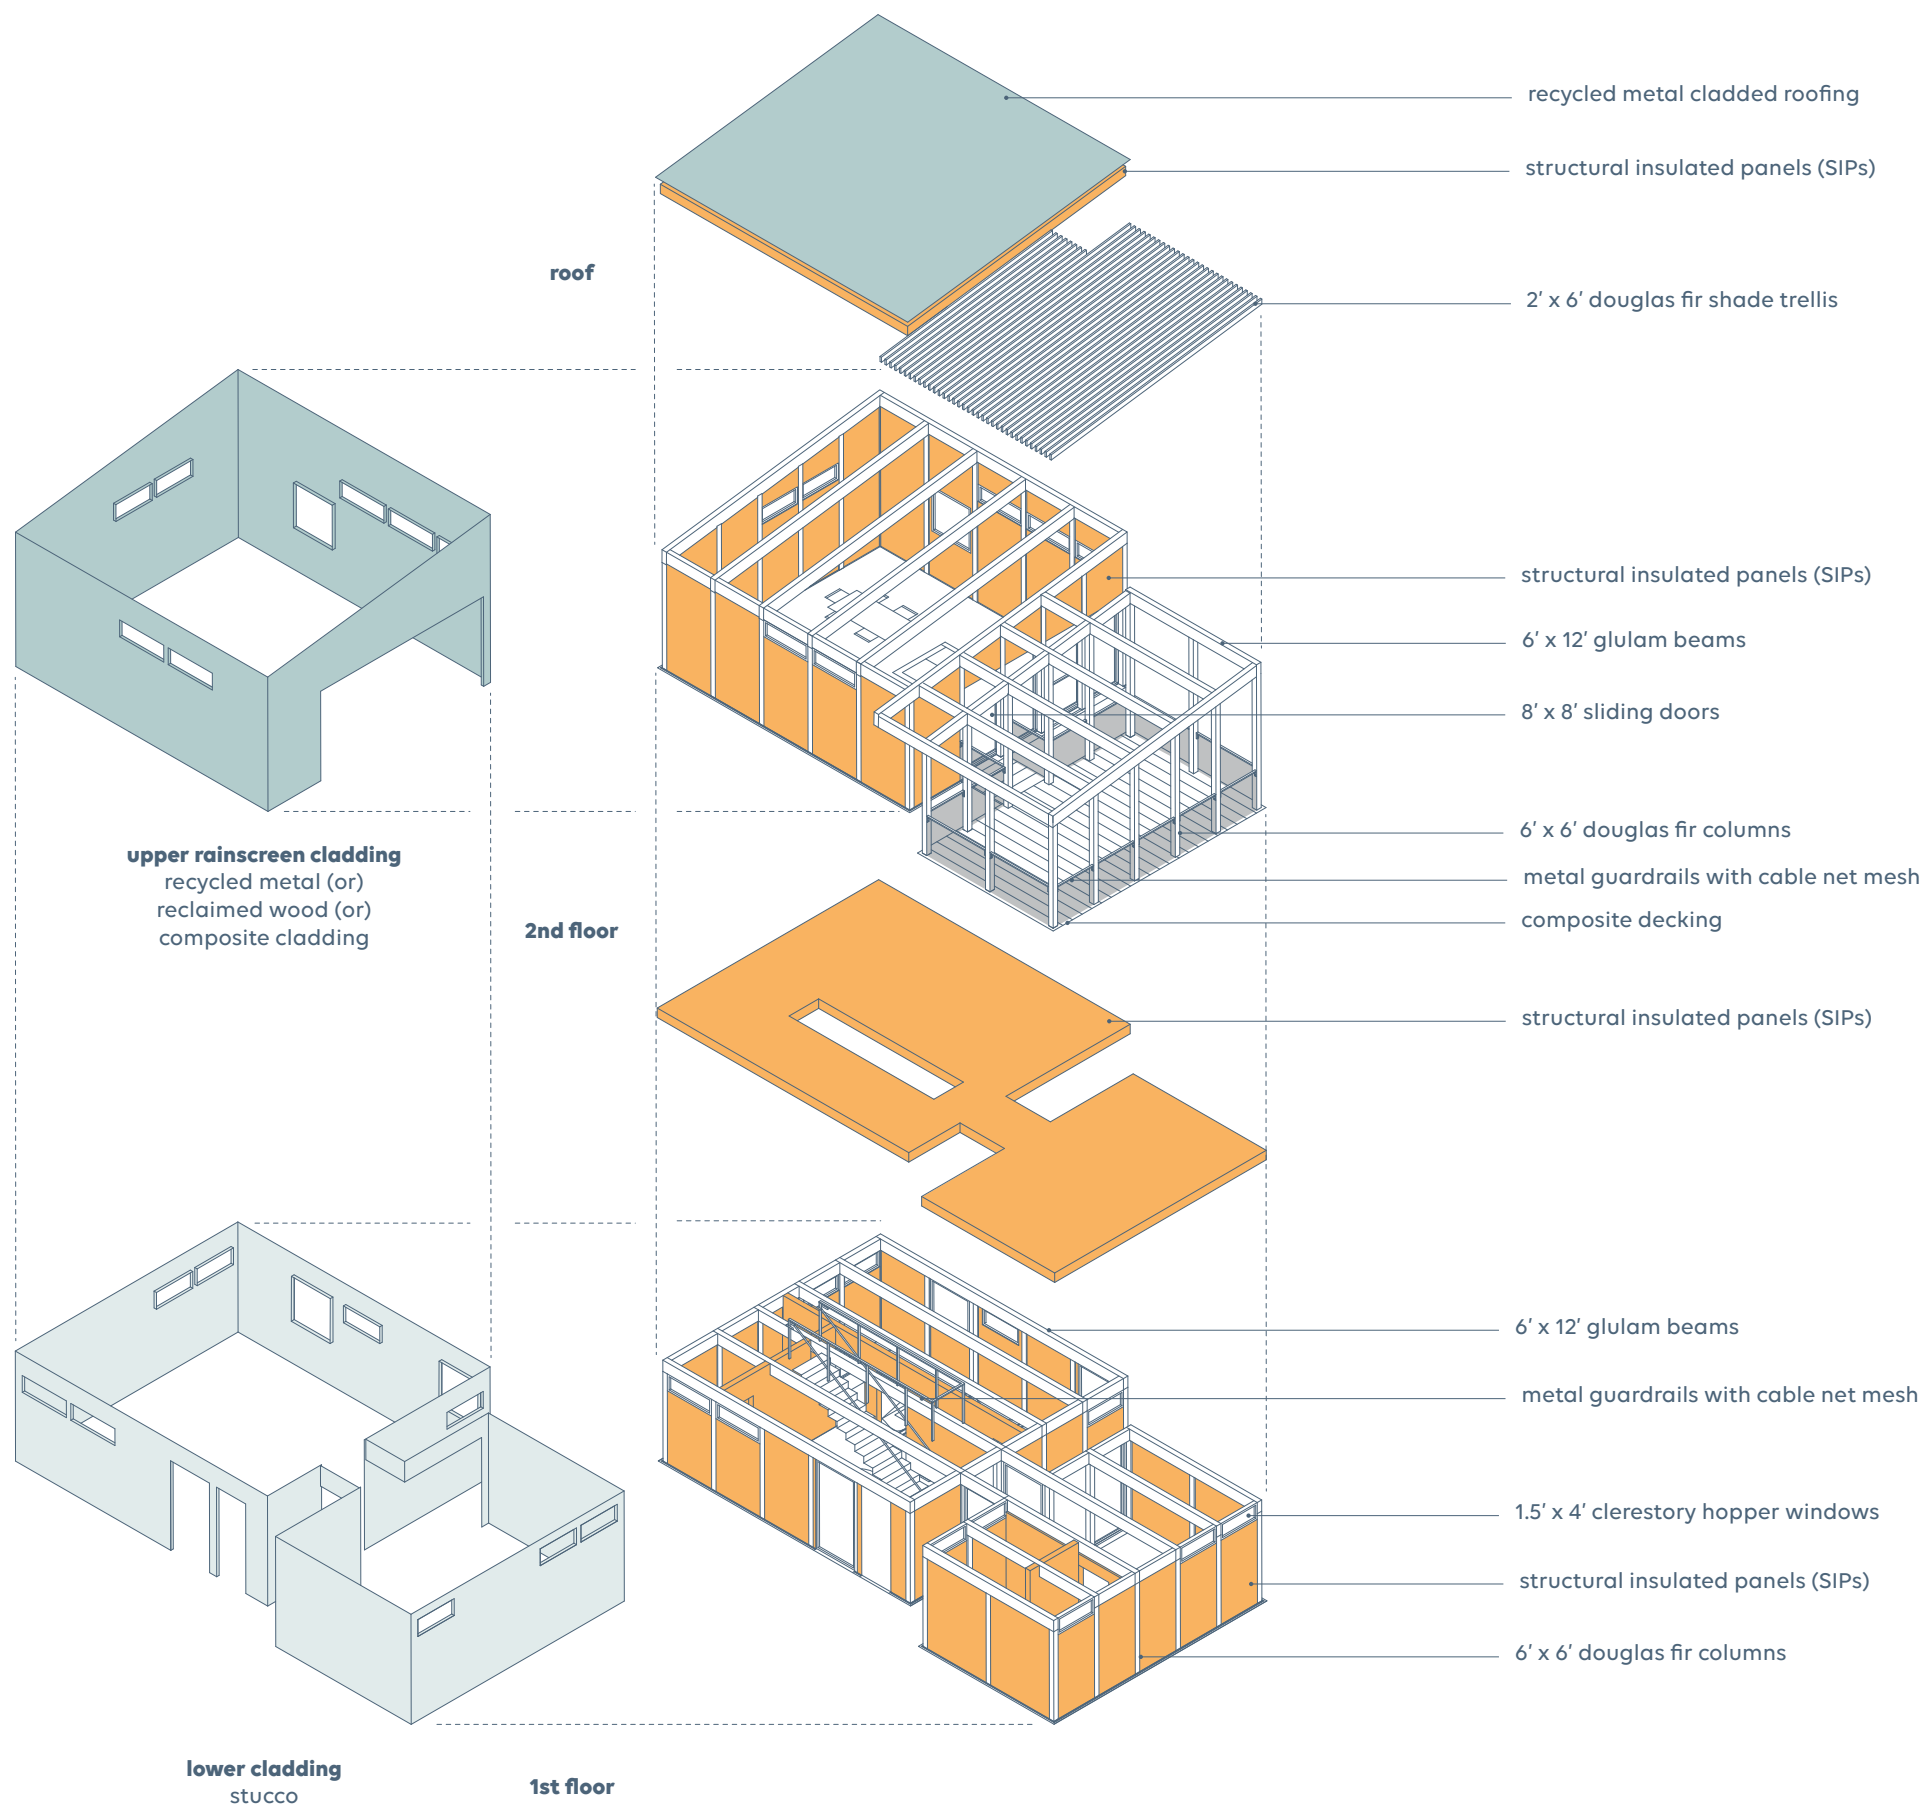 recycled metal cladded roofing
structural insulated panels (SIPs)
roof
2′ x 6′ douglas fir shade trellis
structural insulated panels (SIPs)
6′ x 12′ glulam beams
8′ x 8′ sliding doors
6′ x 6′ douglas fir columns
metal guardrails with cable net mesh
composite decking
upper rainscreen cladding
recycled metal (or)
reclaimed wood (or)
composite cladding
2nd floor
structural insulated panels (SIPs)
6′ x 12′ glulam beams
metal guardrails with cable net mesh
1.5′ x 4′ clerestory hopper windows
structural insulated panels (SIPs)
6′ x 6′ douglas fir columns
lower cladding
stucco
1st floor